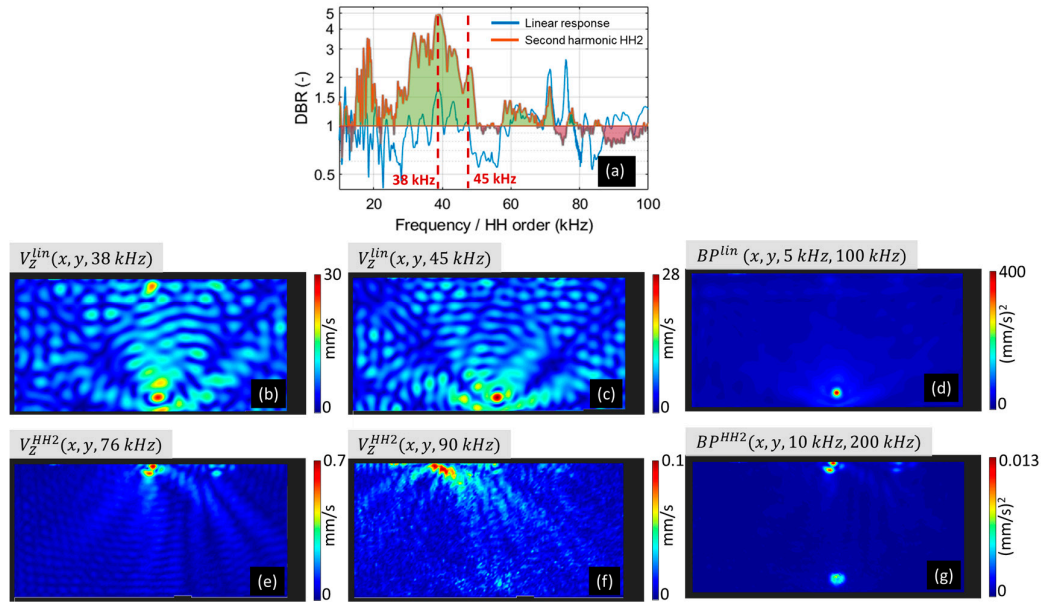 5
4
3
2
1.5
1
0.5
DBR (-)
Linear response
Second harmonic HH2
38 kHz
45 kHz
(a)
20
40
60
80
100
Frequency / HH order (kHz)
V_Z^{lin}(x, y, 38 kHz)
30
mm/s
0
(b)
V_Z^{lin}(x, y, 45 kHz)
28
mm/s
0
(c)
BP^{lin} (x, y, 5 kHz, 100 kHz)
400
(mm/s)²
0
(d)
V_Z^{HH2}(x, y, 76 kHz)
0.7
mm/s
0
(e)
V_Z^{HH2}(x, y, 90 kHz)
0.1
mm/s
0
(f)
BP^{HH2}(x, y, 10 kHz, 200 kHz)
0.013
(mm/s)²
0
(g)